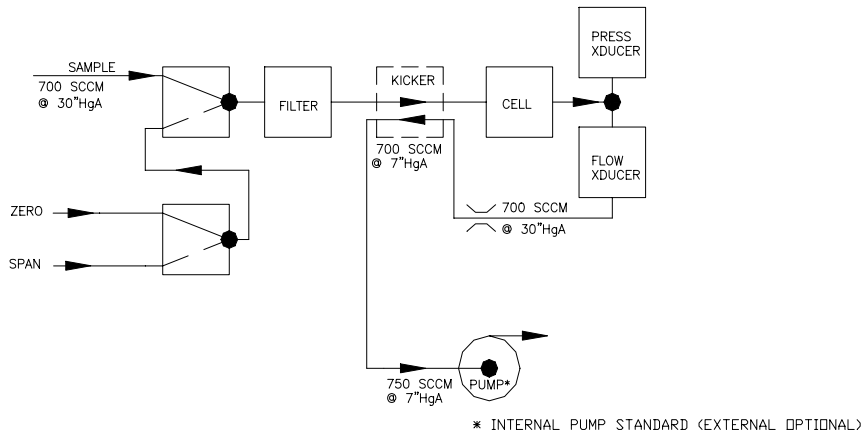 PRESS
XDUCER
SAMPLE
700 SCCM
@ 30"HgA
FILTER
KICKER
CELL
700 SCCM
@ 7"HgA
FLOW
XDUCER
700 SCCM
@ 30"HgA
ZERO
SPAN
PUMP*
750 SCCM
@ 7"HgA
* INTERNAL PUMP STANDARD (EXTERNAL OPTIONAL)